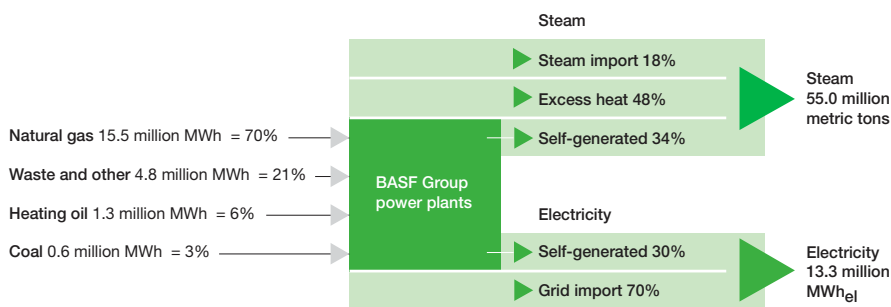 Steam
Steam import 18%
Excess heat 48%
Self-generated 34%
Steam
55.0 million
metric tons
Natural gas 15.5 million MWh = 70%
Waste and other 4.8 million MWh = 21%
Heating oil 1.3 million MWh = 6%
Coal 0.6 million MWh = 3%
BASF Group
power plants
Electricity
Self-generated 30%
Grid import 70%
Electricity
13.3 million
MWhel